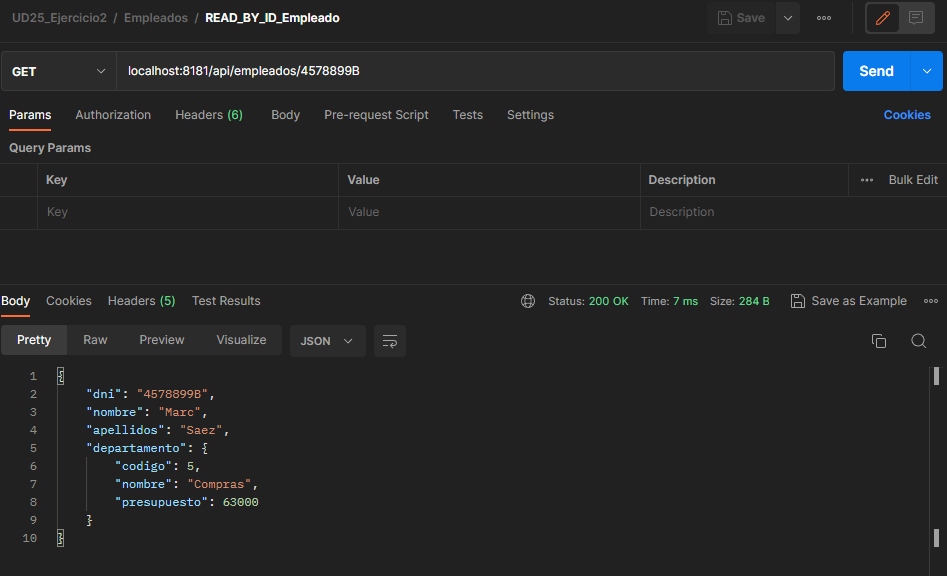 UD25_Ejercicio2 / Empleados / READ_BY_ID_Empleado Save
GET localhost:8181/api/empleados/4578899B Send
Params Authorization Headers (6) Body Pre-request Script Tests Settings Cookies
Query Params
Key Value Description Bulk Edit
Key Value Description
Body Cookies Headers (5) Test Results Status: 200 OK Time: 7 ms Size: 284 B Save as Example
Pretty Raw Preview Visualize JSON
1 {
2 "dni": "4578899B",
3 "nombre": "Marc",
4 "apellidos": "Saez",
5 "departamento": {
6 "codigo": 5,
7 "nombre": "Compras",
8 "presupuesto": 63000
9 }
10 }